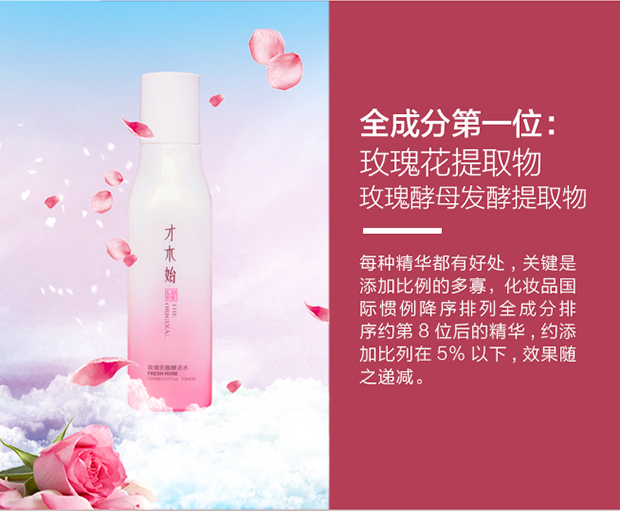 全成分第一位：
玫瑰花提取物
玫瑰酵母发酵提取物
每种精华都有好处，关键是
添加比例的多寡，化妆品国
际惯例降序排列全成分排
序约第 8 位后的精华，约添
加比列在 5% 以下，效果随
之递减。
才木始
THE
ORIGINAL
FRESH ROSE
TONER